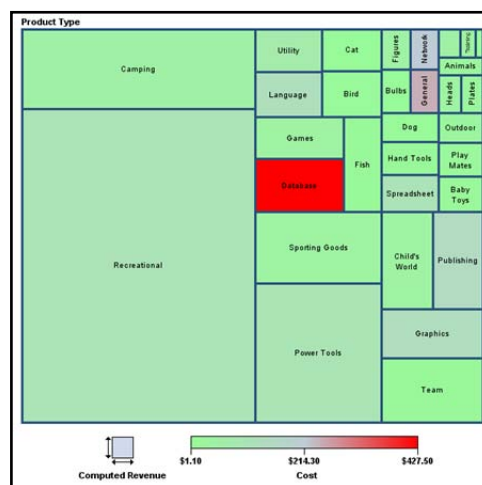 Product Type
Camping
Recreational
Utility
Cat
Language
Bird
Games
Fish
Database
Sporting Goods
Power Tools
Figures
Network
Bulbs
General
Training
Animals
Heads
Plates
Dog
Outdoor
Hand Tools
Play
Mates
Spreadsheet
Baby
Toys
Child's
World
Publishing
Graphics
Team
Computed Revenue
$1.10
$214.30
$427.50
Cost